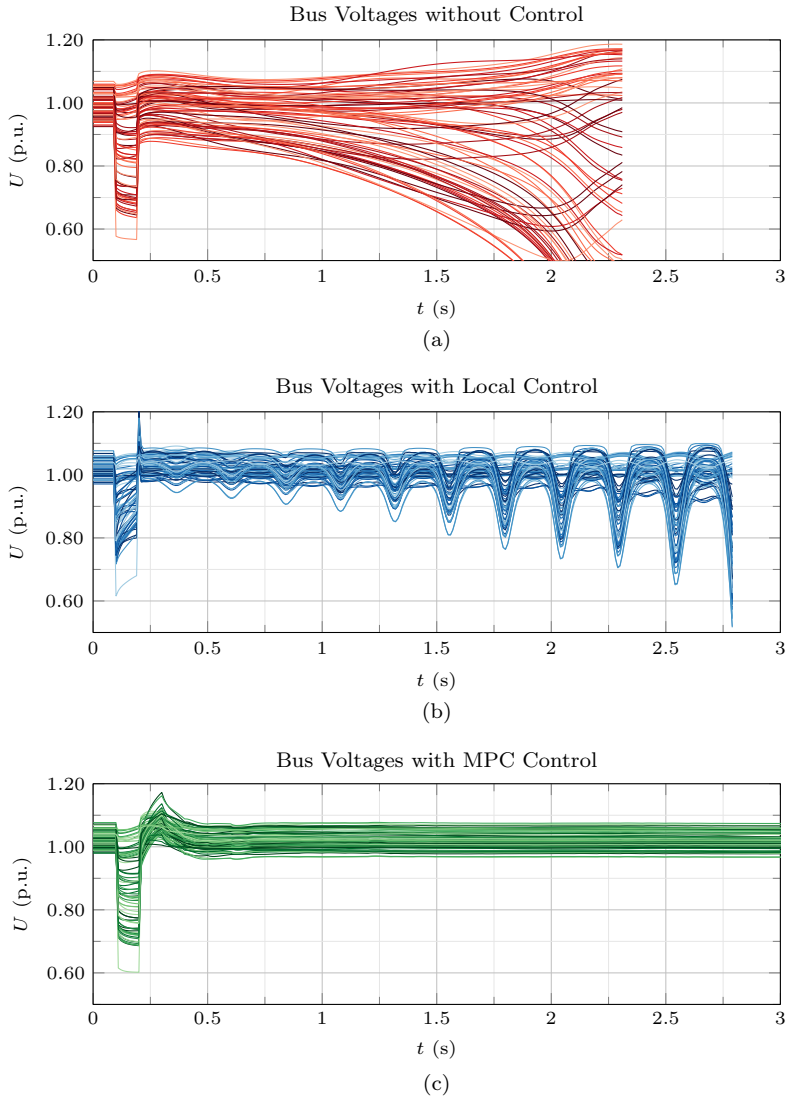 Bus Voltages without Control
1.20
1.00
0.80
0.60
U (p.u.)
0 0.5 1 1.5 2 2.5 3
t (s)
(a)
Bus Voltages with Local Control
1.20
1.00
0.80
0.60
U (p.u.)
0 0.5 1 1.5 2 2.5 3
t (s)
(b)
Bus Voltages with MPC Control
1.20
1.00
0.80
0.60
U (p.u.)
0 0.5 1 1.5 2 2.5 3
t (s)
(c)